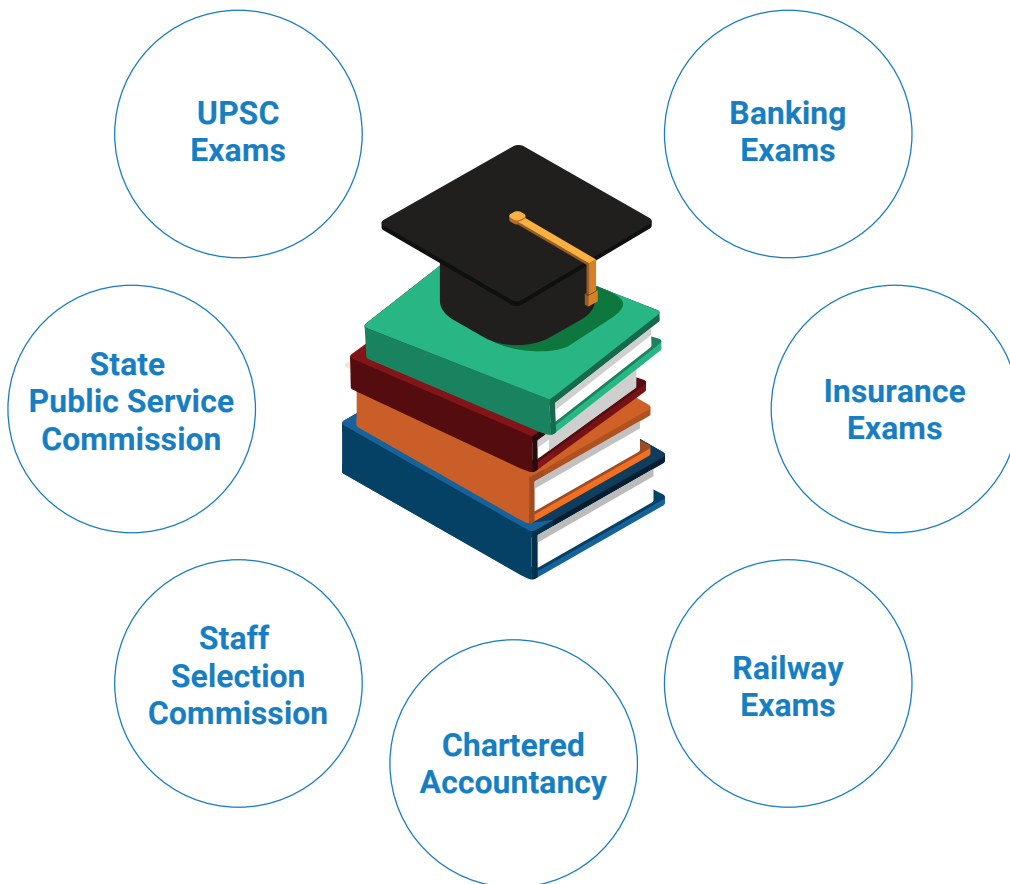 UPSC
Exams
Banking
Exams
State
Public Service
Commission
Insurance
Exams
Staff
Selection
Commission
Railway
Exams
Chartered
Accountancy